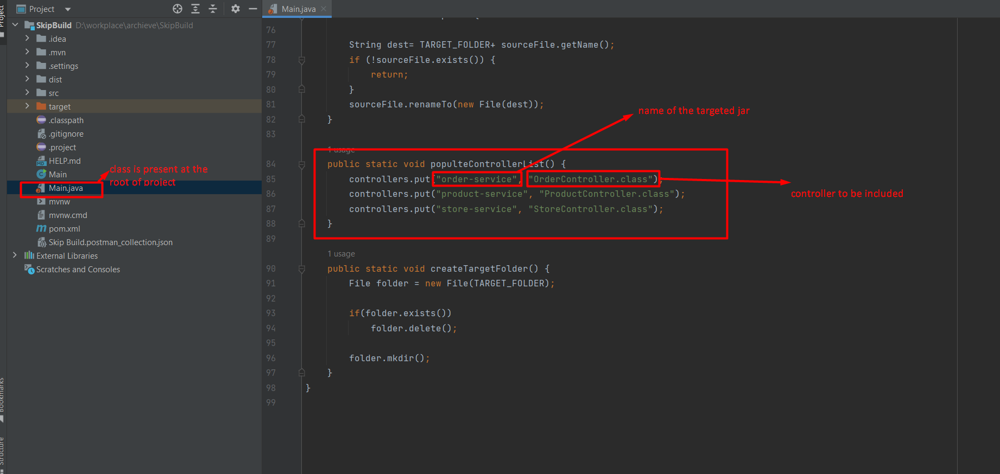 Project
Project
SkipBuild D:\workplace\archieve\SkipBuild
.idea
.mvn
.settings
dist
src
target
.classpath
.gitignore
.project
HELP.md
Main
Main.java
mvnw
mvnw.cmd
pom.xml
Skip Build.postman_collection.json
External Libraries
Scratches and Consoles
Bookmarks
Structure
class is present at the
root of project
Main.java
76
77 String dest= TARGET_FOLDER+ sourceFile.getName();
78 if (!sourceFile.exists()) {
79 return;
80 }
81 sourceFile.renameTo(new File(dest));
82 }
83
1 usage
84 public static void populteControllerList() {
85 controllers.put("order-service", "OrderController.class");
86 controllers.put("product-service", "ProductController.class");
87 controllers.put("store-service", "StoreController.class");
88 }
89
1 usage
90 public static void createTargetFolder() {
91 File folder = new File(TARGET_FOLDER);
92
93 if(folder.exists())
94 folder.delete();
95
96 folder.mkdir();
97 }
98 }
99
name of the targeted jar
controller to be included